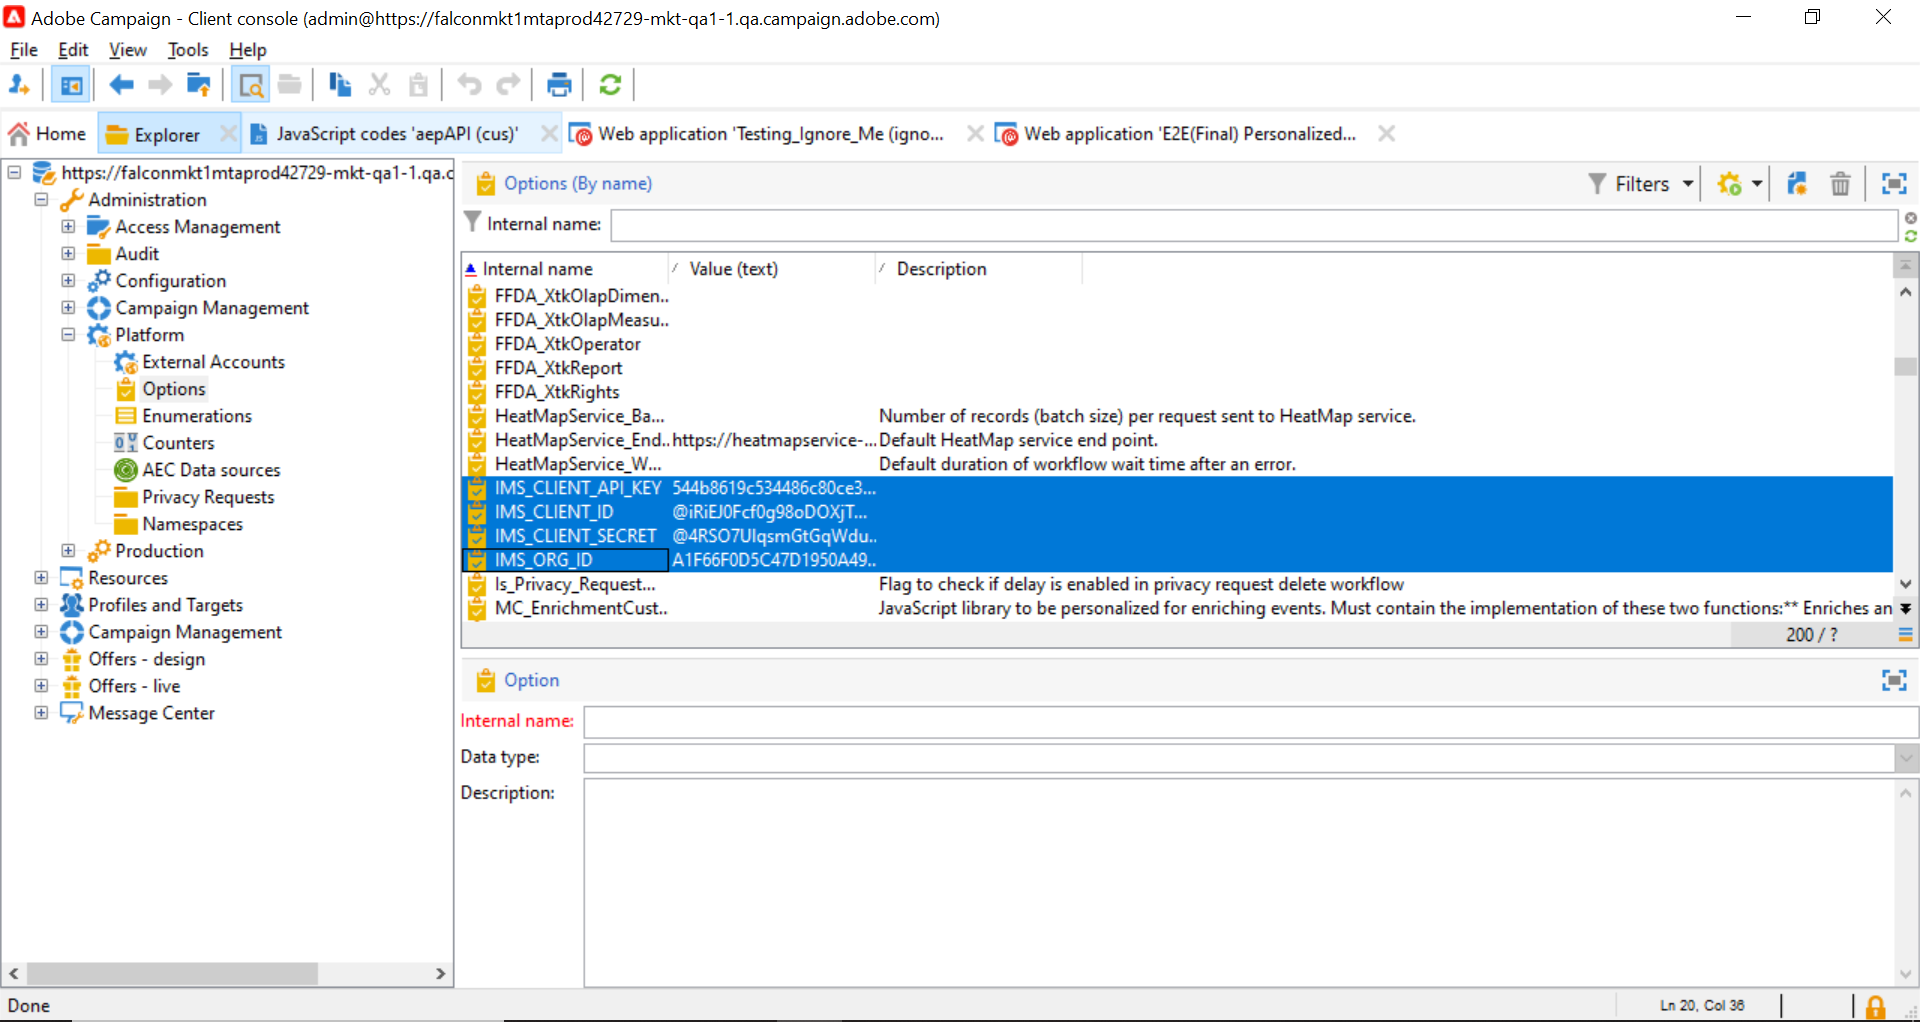 Adobe Campaign - Client console (admin@https://falconmkt1mtaprod42729-mkt-qa1-1.qa.campaign.adobe.com)
File Edit View Tools Help
Home Explorer JavaScript codes 'aepAPI (cus)' Web application 'Testing_Ignore_Me (igno... Web application 'E2E(Final) Personalized...
https://falconmkt1mtaprod42729-mkt-qa1-1.qa.c
Administration
Access Management
Audit
Configuration
Campaign Management
Platform
External Accounts
Options
Enumerations
Counters
AEC Data sources
Privacy Requests
Namespaces
Production
Resources
Profiles and Targets
Campaign Management
Offers - design
Offers - live
Message Center
Options (By name)
Filters
Internal name:
Internal name Value (text) Description
FFDA_XtkOlapDimen..
FFDA_XtkOlapMeasu..
FFDA_XtkOperator
FFDA_XtkReport
FFDA_XtkRights
HeatMapService_Ba... Number of records (batch size) per request sent to HeatMap service.
HeatMapService_End.. https://heatmapservice-... Default HeatMap service end point.
HeatMapService_W... Default duration of workflow wait time after an error.
IMS_CLIENT_API_KEY 544b8619c534486c80ce3...
IMS_CLIENT_ID @iRiEJ0Fcf0g98oDOXjT...
IMS_CLIENT_SECRET @4RSO7UlqsmGtGqWdu..
IMS_ORG_ID A1F66F0D5C47D1950A49..
Is_Privacy_Request... Flag to check if delay is enabled in privacy request delete workflow
MC_EnrichmentCust.. JavaScript library to be personalized for enriching events. Must contain the implementation of these two functions:** Enriches an
200 / ?
Option
Internal name:
Data type:
Description:
Done
Ln 20, Col 36